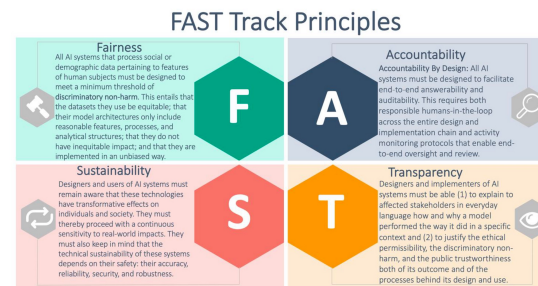 FAST Track Principles
Fairness
All AI systems that process social or
demographic data pertaining to features
of human subjects must be designed to
meet a minimum threshold of
discriminatory non-harm. This entails that
the datasets they use be equitable; that
their model architectures only include
reasonable features, processes, and
analytical structures; that they do not
have inequitable impact; and that they are
implemented in an unbiased way.
F
A
Accountability
Accountability By Design: All AI
systems must be designed to facilitate
end-to-end answerability and
auditability. This requires both
responsible humans-in-the-loop
across the entire design and
implementation chain and activity
monitoring protocols that enable end-
to-end oversight and review.
Sustainability
Designers and users of AI systems must
remain aware that these technologies
have transformative effects on
individuals and society. They must
thereby proceed with a continuous
sensitivity to real-world impacts. They
must also keep in mind that the
technical sustainability of these systems
depends on their safety: their accuracy,
reliability, security, and robustness.
S
T
Transparency
Designers and implementers of AI
systems must be able (1) to explain to
affected stakeholders in everyday
language how and why a model
performed the way it did in a specific
context and (2) to justify the ethical
permissibility, the discriminatory non-
harm, and the public trustworthiness
both of its outcome and of the
processes behind its design and use.